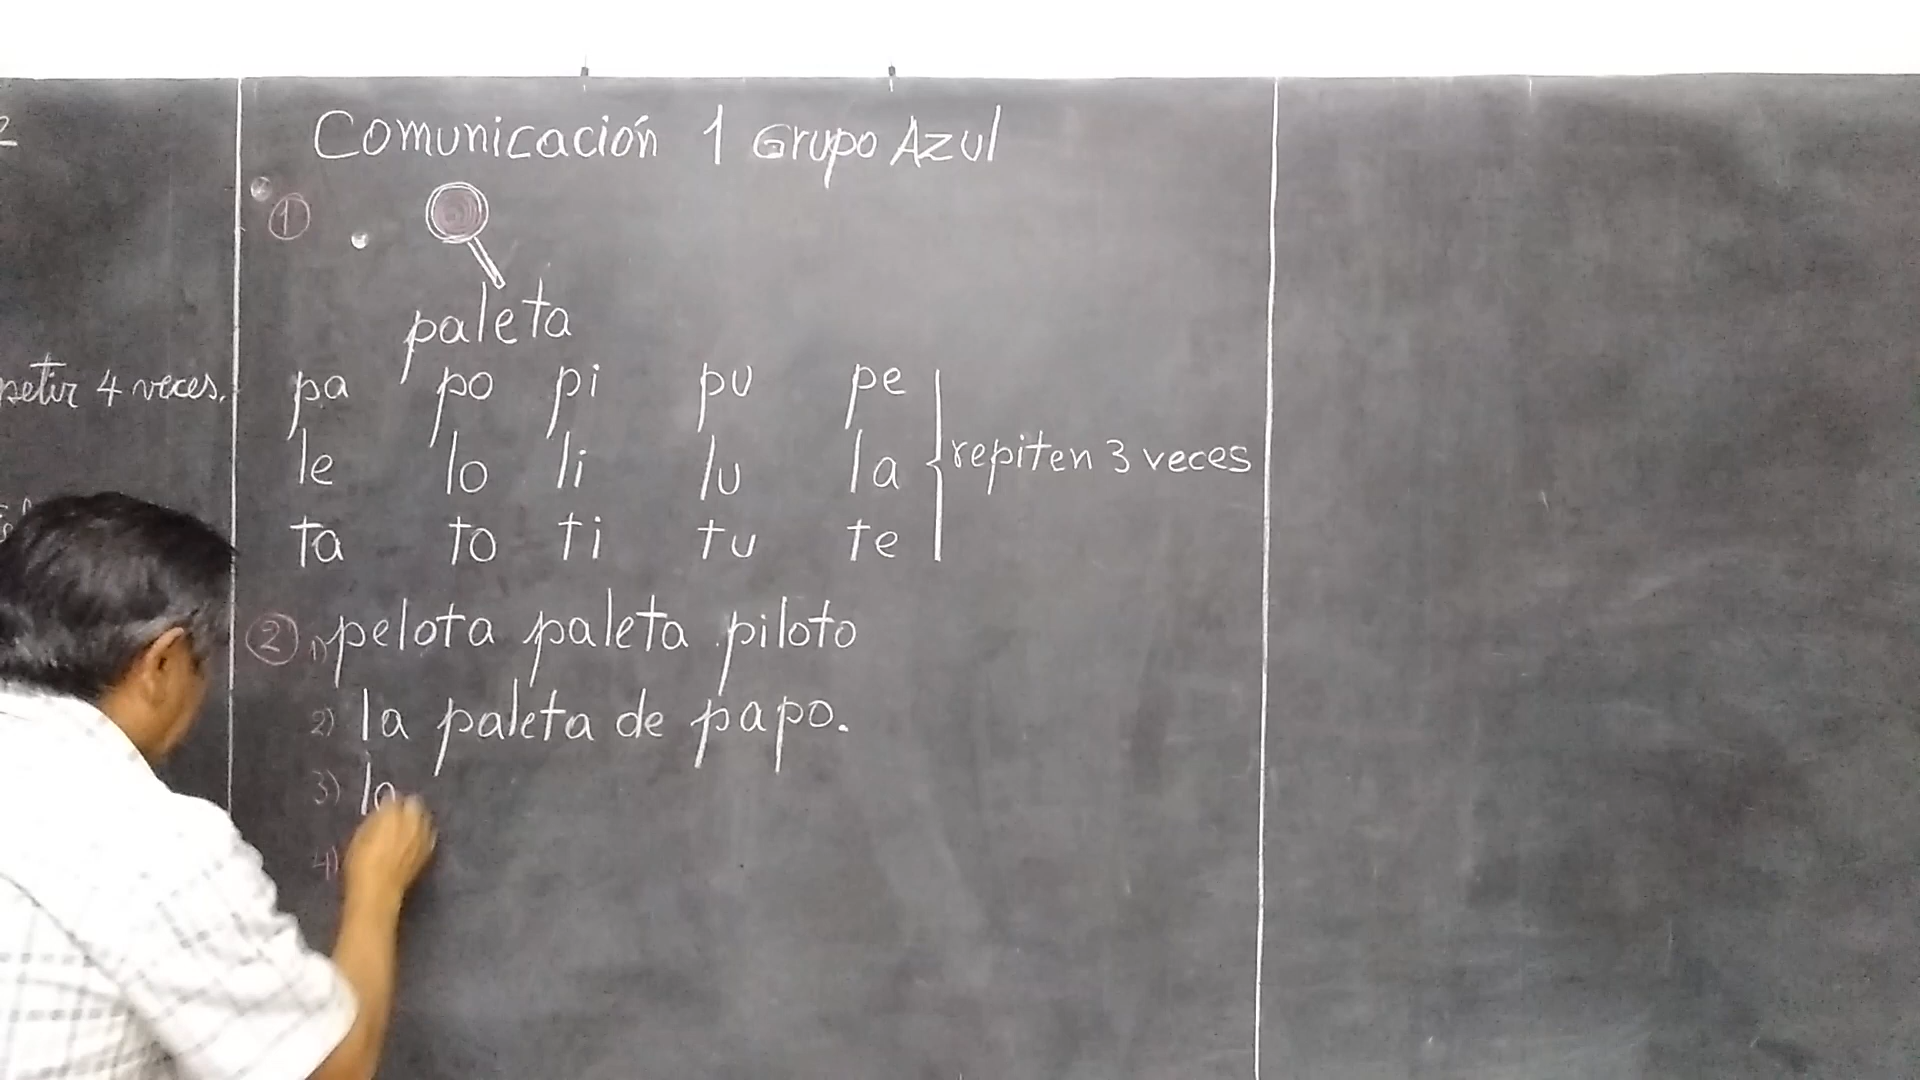 Comunicación 1 Grupo Azul
1
paleta
petir 4 veces.
pa po pi pu pe
le lo li lu la
repiten 3 veces
ta to ti tu te
2 1) pelota paleta piloto
2) la paleta de papo.
3) la
4)